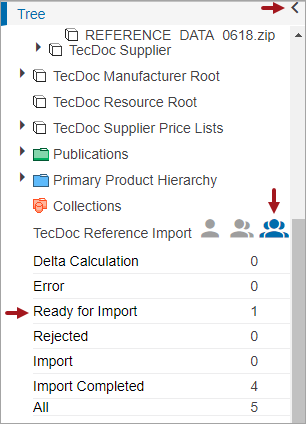 Tree
REFERENCE_DATA_0618.zip
TecDoc Supplier
TecDoc Manufacturer Root
TecDoc Resource Root
TecDoc Supplier Price Lists
Publications
Primary Product Hierarchy
Collections
TecDoc Reference Import
Delta Calculation 0
Error 0
Ready for Import 1
Rejected 0
Import 0
Import Completed 4
All 5